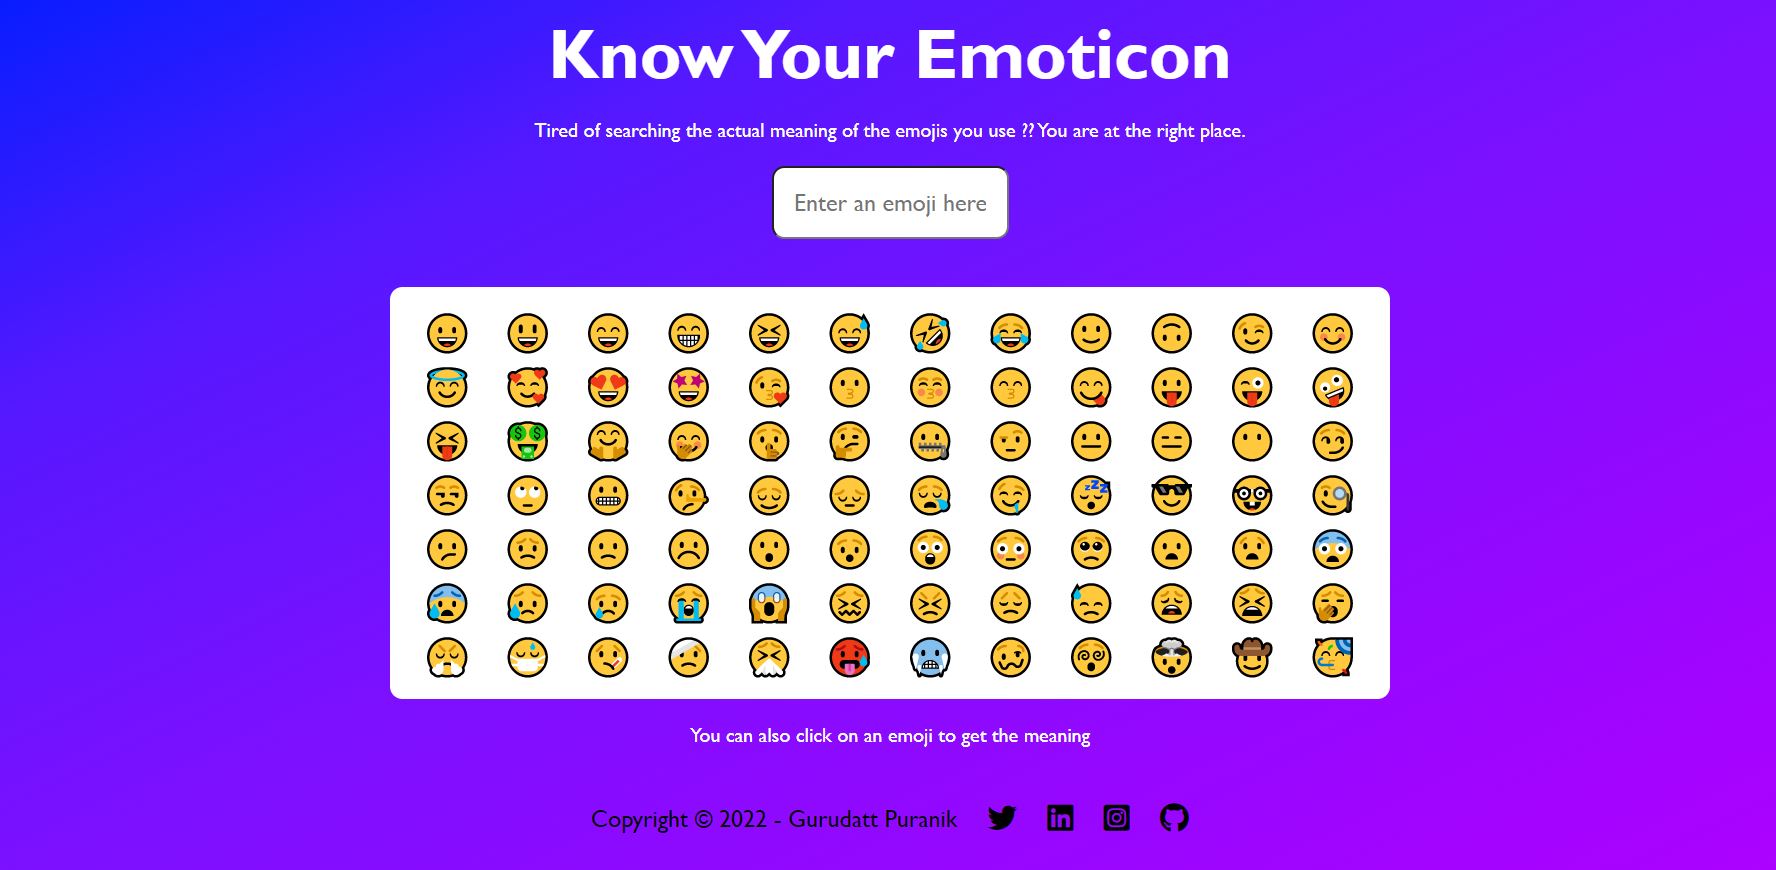 Know Your Emoticon
Tired of searching the actual meaning of the emojis you use ?? You are at the right place.
Enter an emoji here
You can also click on an emoji to get the meaning
Copyright © 2022 - Gurudatt Puranik